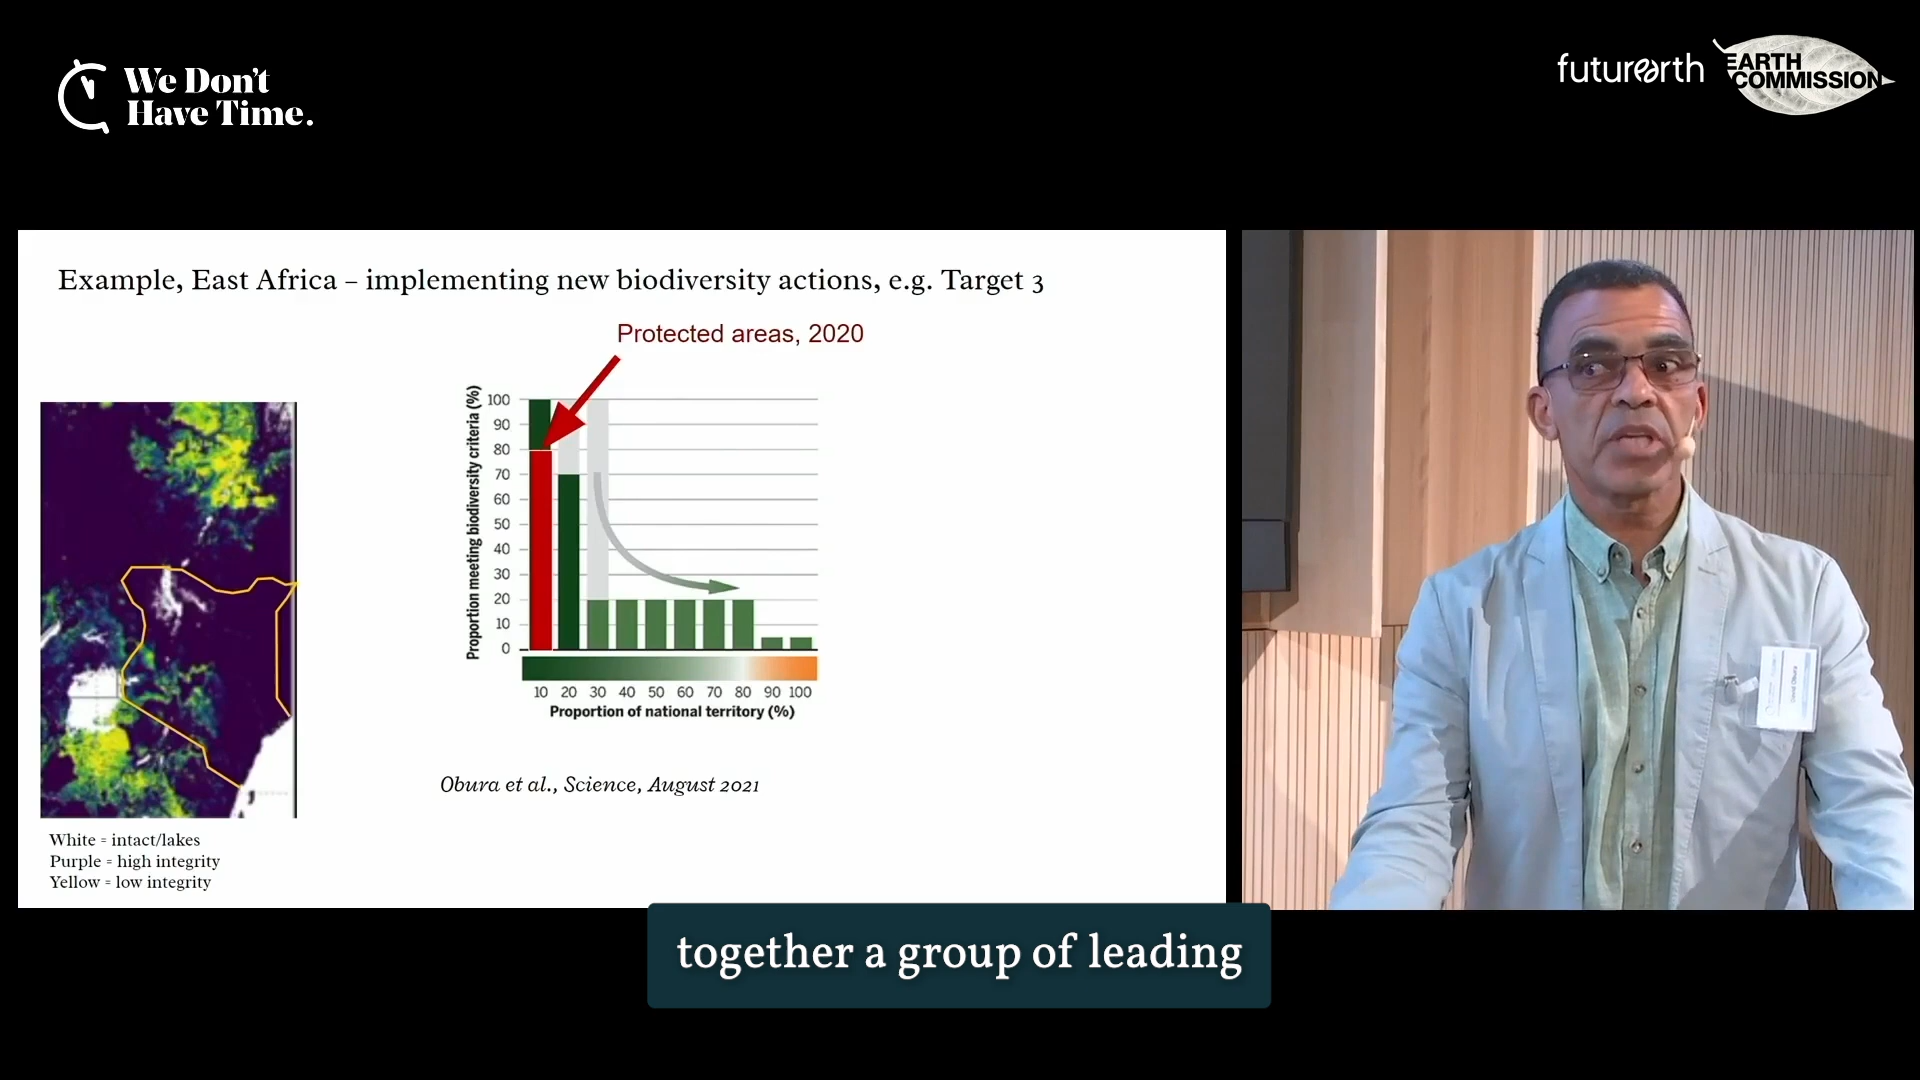 We Don't
Have Time.
futurearth
EARTH
COMMISSION
Example, East Africa – implementing new biodiversity actions, e.g. Target 3
Protected areas, 2020
Proportion meeting biodiversity criteria (%)
100
90
80
70
60
50
40
30
20
10
0
10 20 30 40 50 60 70 80 90 100
Proportion of national territory (%)
Obura et al., Science, August 2021
White = intact/lakes
Purple = high integrity
Yellow = low integrity
David Obura
together a group of leading